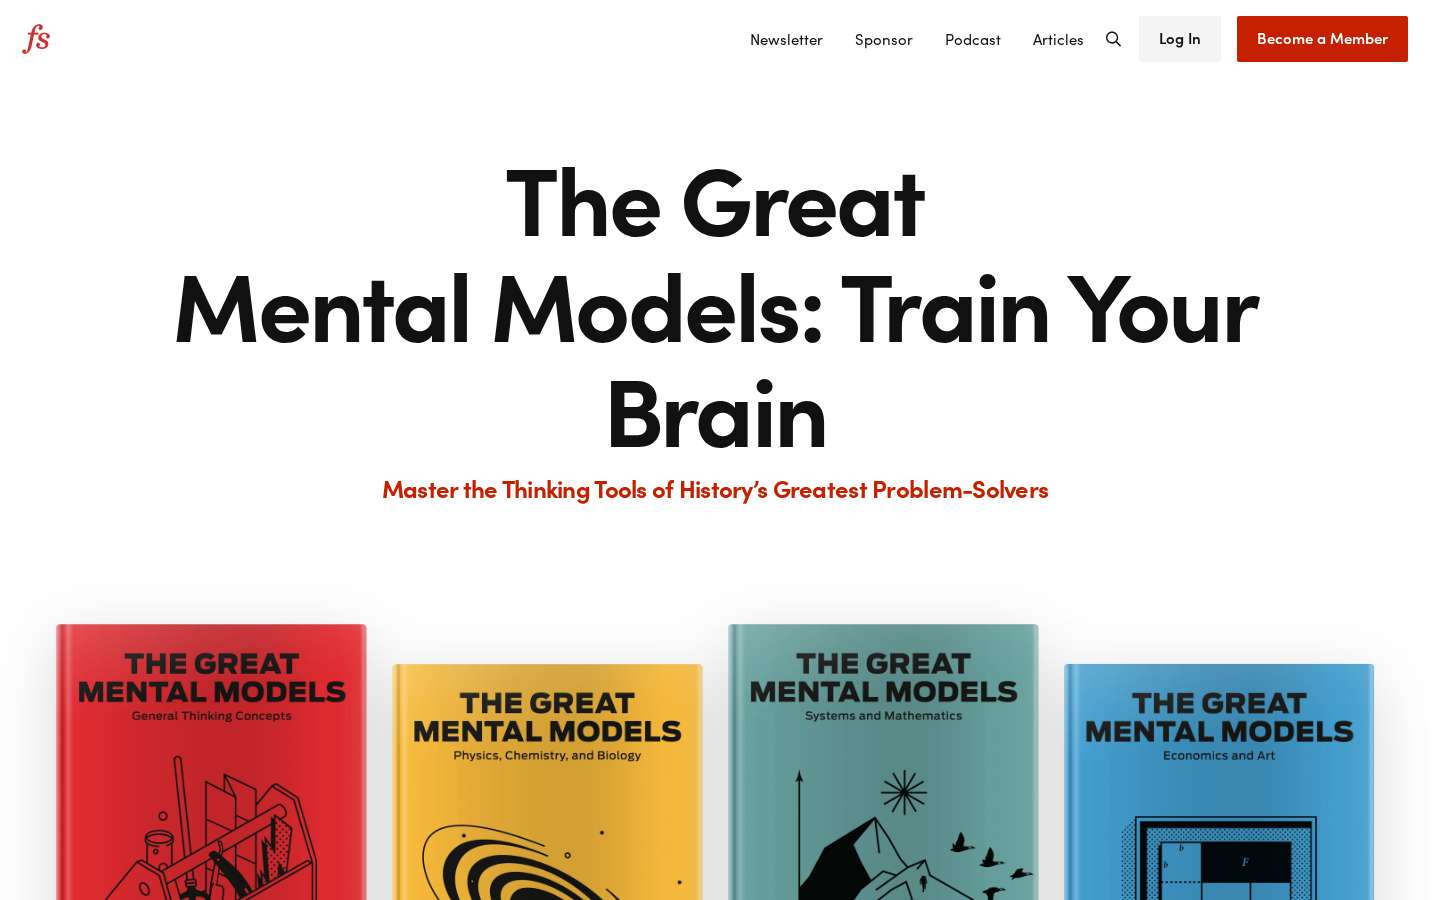 fs
Newsletter
Sponsor
Podcast
Articles
Log In
Become a Member
The Great
Mental Models: Train Your
Brain
Master the Thinking Tools of History’s Greatest Problem-Solvers
THE GREAT
MENTAL MODELS
General Thinking Concepts
THE GREAT
MENTAL MODELS
Physics, Chemistry, and Biology
THE GREAT
MENTAL MODELS
Systems and Mathematics
THE GREAT
MENTAL MODELS
Economics and Art
b
b
F